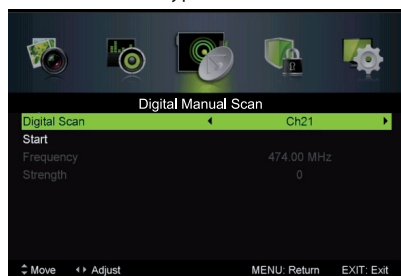 Digital Manual Scan
Digital Scan Ch21
Start
Frequency 474.00 MHz
Strength 0
Move Adjust MENU: Return EXIT: Exit